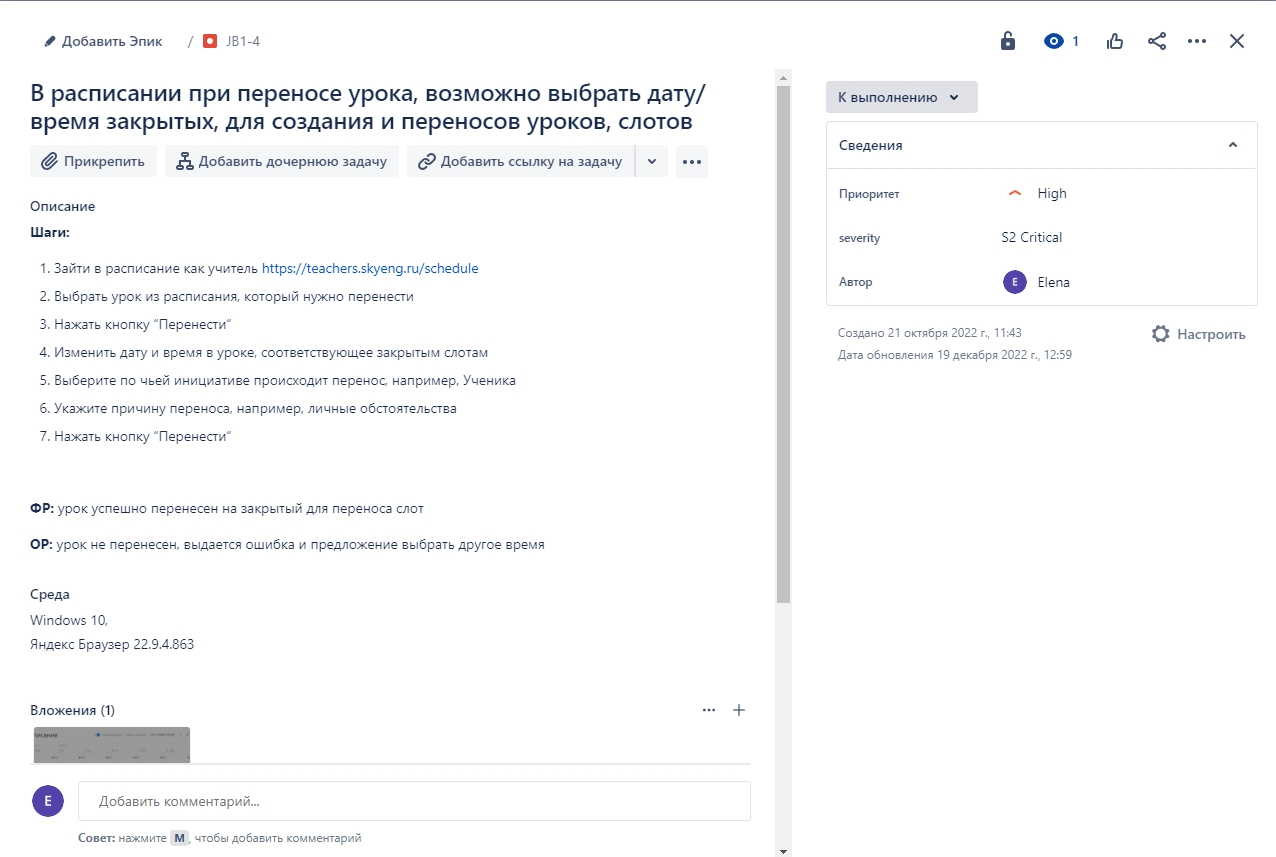 Добавить Эпик / JB1-4
1
В расписании при переносе урока, возможно выбрать дату/
время закрытых, для создания и переносов уроков, слотов
Прикрепить Добавить дочернюю задачу Добавить ссылку на задачу
Описание
Шаги:
1. Зайти в расписание как учитель https://teachers.skyeng.ru/schedule
2. Выбрать урок из расписания, который нужно перенести
3. Нажать кнопку “Перенести“
4. Изменить дату и время в уроке, соответствующее закрытым слотам
5. Выберите по чьей инициативе происходит перенос, например, Ученика
6. Укажите причину переноса, например, личные обстоятельства
7. Нажать кнопку “Перенести“
ФР: урок успешно перенесен на закрытый для переноса слот
ОР: урок не перенесен, выдается ошибка и предложение выбрать другое время
Среда
Windows 10,
Яндекс Браузер 22.9.4.863
Вложения (1)
E
Добавить комментарий...
Совет: нажмите M, чтобы добавить комментарий
К выполнению
Сведения
Приоритет High
severity S2 Critical
Автор E Elena
Создано 21 октября 2022 г., 11:43
Настроить
Дата обновления 19 декабря 2022 г., 12:59